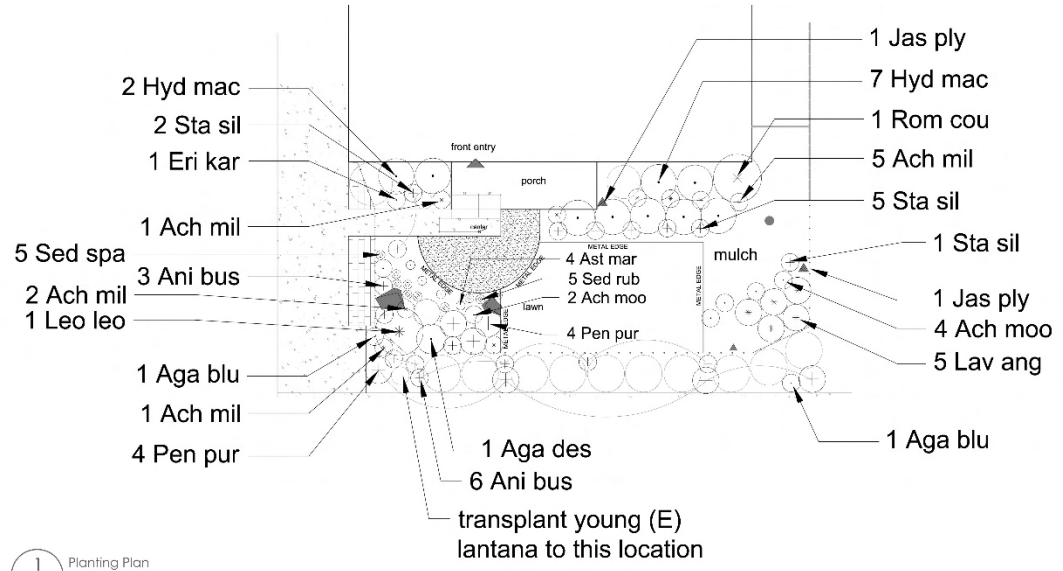 1 Jas ply
2 Hyd mac
7 Hyd mac
2 Sta sil
1 Rom cou
1 Eri kar
front entry
5 Ach mil
porch
1 Ach mil
5 Sta sil
5 Sed spa
METAL EDGE
METAL EDGE
METAL EDGE
mulch
1 Sta sil
4 Ast mar
3 Ani bus
5 Sed rub
METAL EDGE
2 Ach mil
2 Ach moo
1 Jas ply
1 Leo leo
lawn
4 Ach moo
METAL EDGE
4 Pen pur
5 Lav ang
1 Aga blu
1 Ach mil
1 Aga des
1 Aga blu
4 Pen pur
6 Ani bus
transplant young (E)
lantana to this location
1 Planting Plan